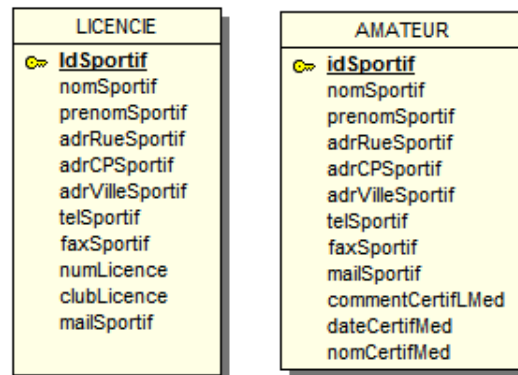 LICENCIE
IdSportif
nomSportif
prenomSportif
adrRueSportif
adrCPSportif
adrVilleSportif
telSportif
faxSportif
numLicence
clubLicence
mailSportif
AMATEUR
idSportif
nomSportif
prenomSportif
adrRueSportif
adrCPSportif
adrVilleSportif
telSportif
faxSportif
mailSportif
commentCertifLMed
dateCertifMed
nomCertifMed